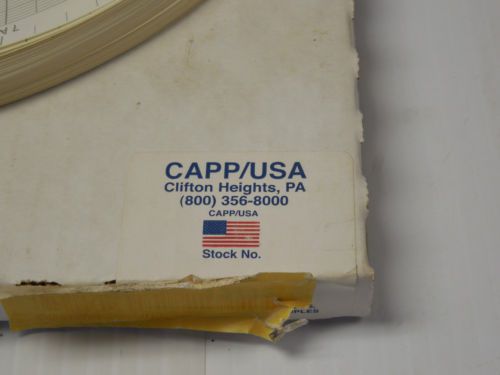 CAPP/USA
Clifton Heights, PA
(800) 356-8000
CAPP/USA
Stock No.